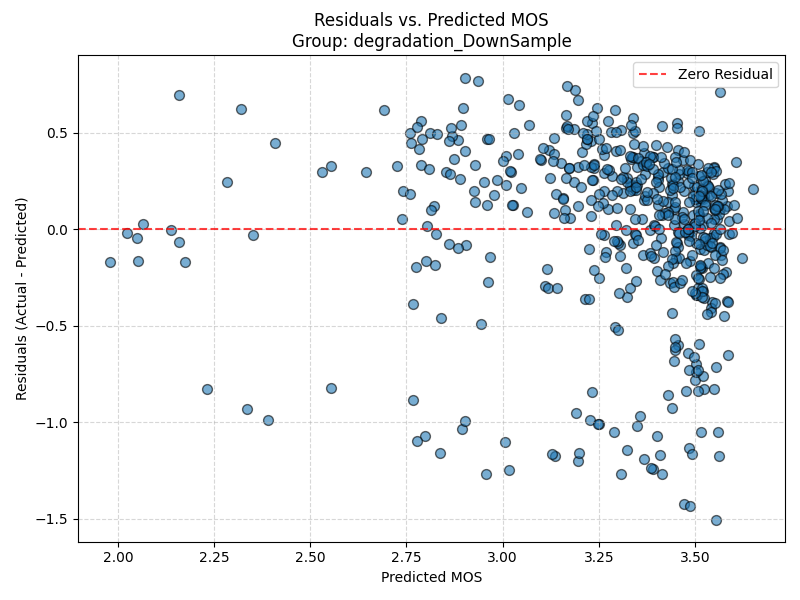 Residuals vs. Predicted MOS
Group: degradation_DownSample
Zero Residual
Residuals (Actual - Predicted)
0.5
0.0
−0.5
−1.0
−1.5
2.00 2.25 2.50 2.75 3.00 3.25 3.50
Predicted MOS